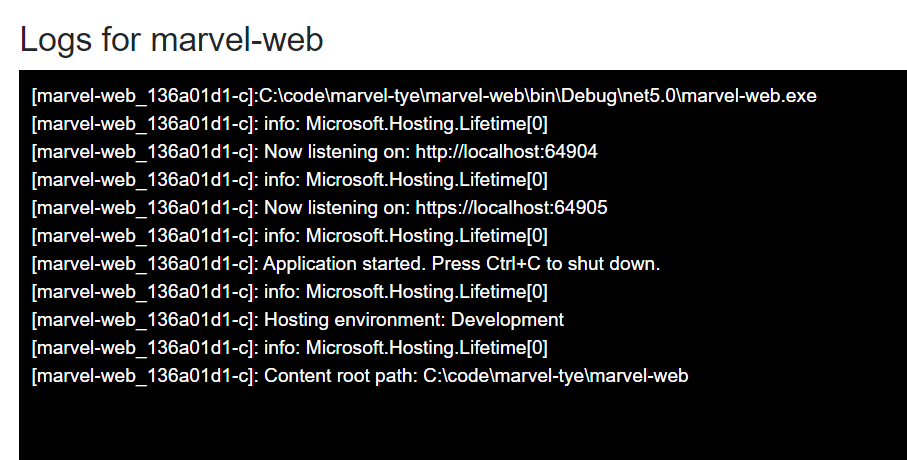 Logs for marvel-web
[marvel-web_136a01d1-c]:C:\code\marvel-tye\marvel-web\bin\Debug\net5.0\marvel-web.exe
[marvel-web_136a01d1-c]: info: Microsoft.Hosting.Lifetime[0]
[marvel-web_136a01d1-c]: Now listening on: http://localhost:64904
[marvel-web_136a01d1-c]: info: Microsoft.Hosting.Lifetime[0]
[marvel-web_136a01d1-c]: Now listening on: https://localhost:64905
[marvel-web_136a01d1-c]: info: Microsoft.Hosting.Lifetime[0]
[marvel-web_136a01d1-c]: Application started. Press Ctrl+C to shut down.
[marvel-web_136a01d1-c]: info: Microsoft.Hosting.Lifetime[0]
[marvel-web_136a01d1-c]: Hosting environment: Development
[marvel-web_136a01d1-c]: info: Microsoft.Hosting.Lifetime[0]
[marvel-web_136a01d1-c]: Content root path: C:\code\marvel-tye\marvel-web